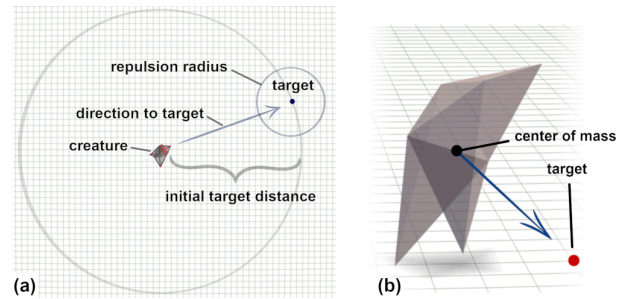 repulsion radius
target
direction to target
creature
initial target distance
(a)
center of mass
target
(b)